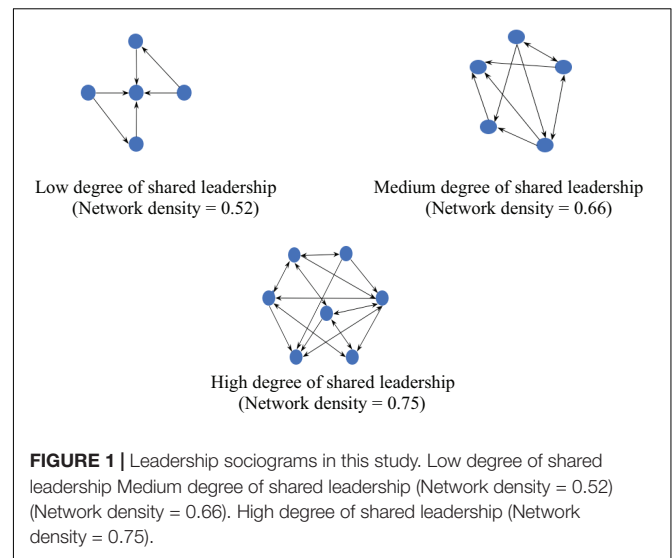 Low degree of shared leadership
(Network density = 0.52)
Medium degree of shared leadership
(Network density = 0.66)
High degree of shared leadership
(Network density = 0.75)
FIGURE 1 | Leadership sociograms in this study. Low degree of shared
leadership Medium degree of shared leadership (Network density = 0.52)
(Network density = 0.66). High degree of shared leadership (Network
density = 0.75).